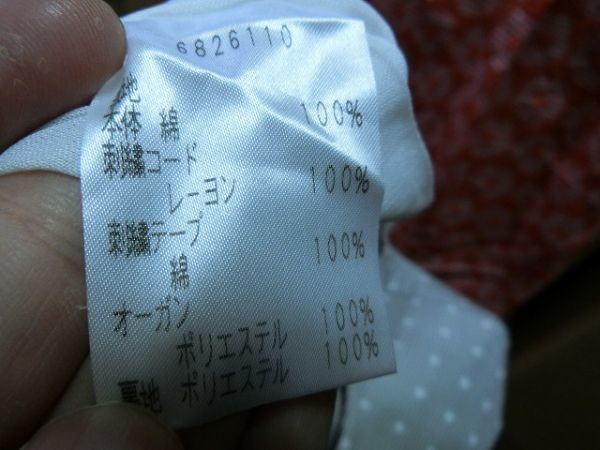 6826110
地
本体 綿 100%
刺繍コード
レーヨン 100%
刺繍テープ
綿 100%
オーガン
ポリエステル 100%
裏地 ポリエステル 100%